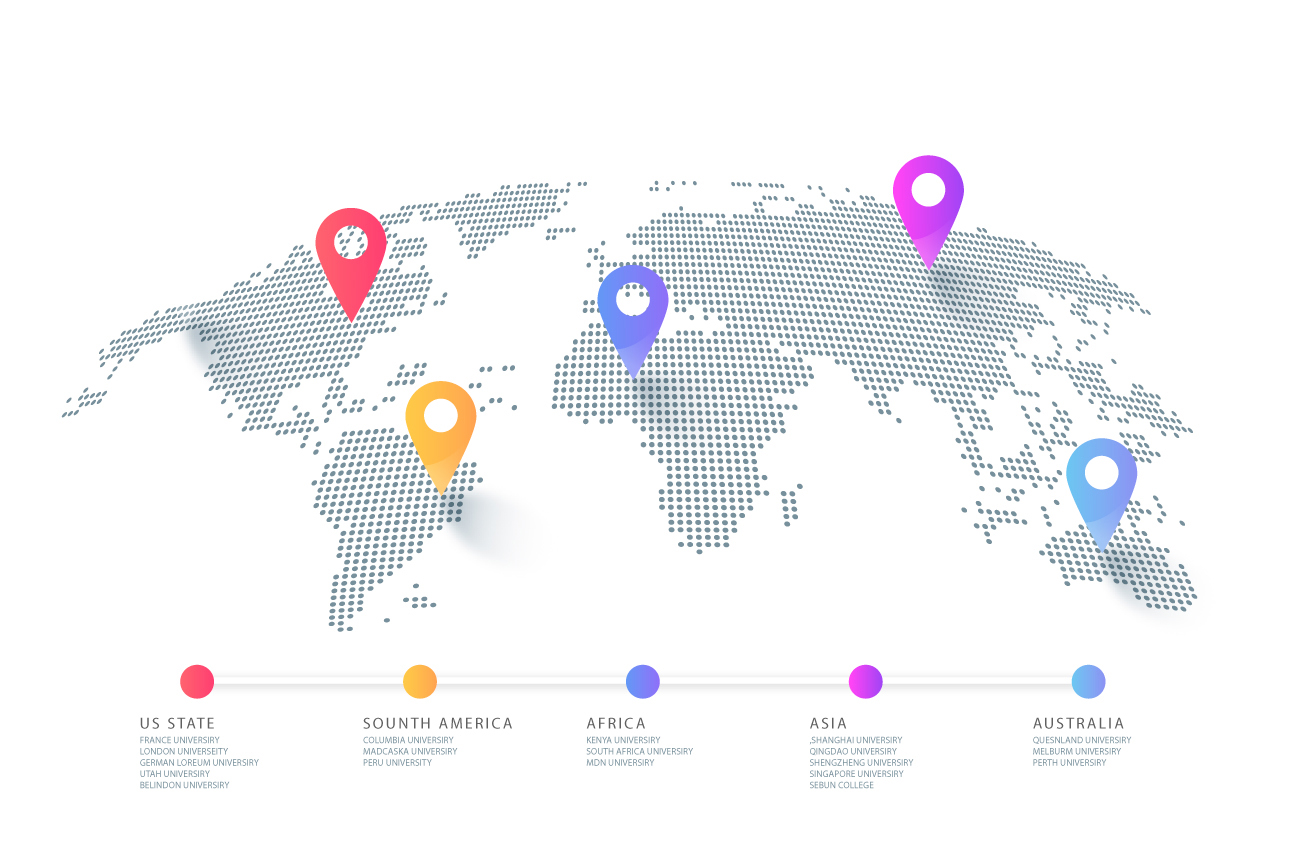 US STATE
FRANCE UNIVERSIRY
LONDON UNIVERSEITY
GERMAN LOREUM UNIVERSIRY
UTAH UNIVERSIRY
BELINDON UNIVERSIRY
SOUNTH AMERICA
COLUMBIA UNIVERSIRY
MADCASKA UNIVERSIRY
PERU UNIVERSITY
AFRICA
KENYA UNIVERSIRY
SOUTH AFRICA UNIVERSIRY
MDN UNIVERSIRY
ASIA
,SHANGHAI UNIVERSIRY
QINGDAO UNIVERSIRY
SHENGZHENG UNIVERSIRY
SINGAPORE UNIVERSIRY
SEBUN COLLEGE
AUSTRALIA
QUESNLAND UNIVERSIRY
MELBURM UNIVERSIRY
PERTH UNIVERSIRY